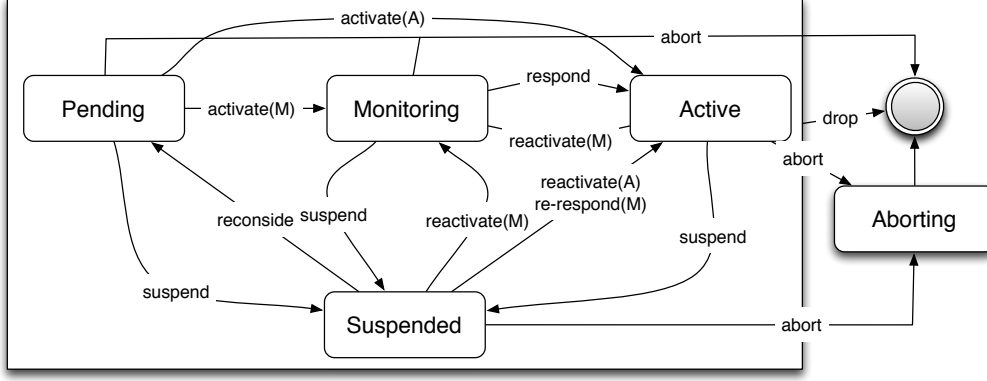 activate(A)
abort
respond
Pending
activate(M)
Monitoring
Active
drop
reactivate(M)
abort
reactivate(A)
re-respond(M)
reconside
suspend
reactivate(M)
suspend
Aborting
suspend
Suspended
abort